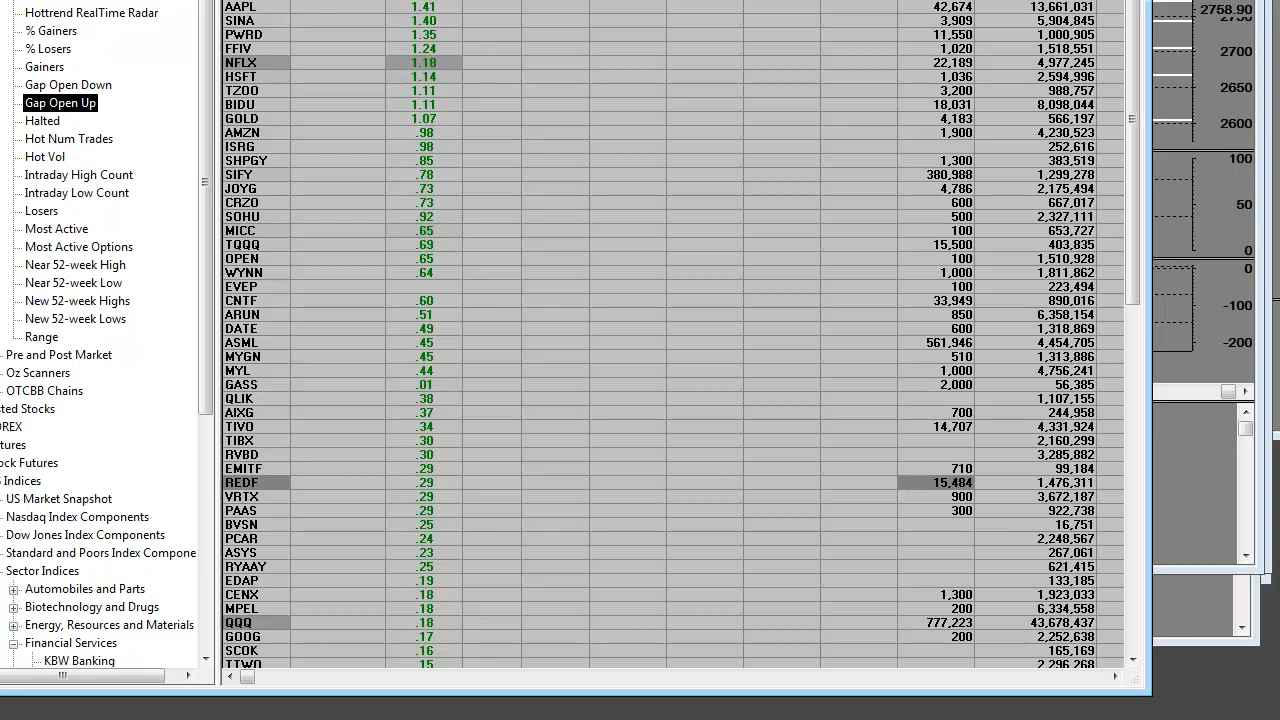 Hottrend RealTime Radar
% Gainers
% Losers
Gainers
Gap Open Down
Gap Open Up
Halted
Hot Num Trades
Hot Vol
Intraday High Count
Intraday Low Count
Losers
Most Active
Most Active Options
Near 52-week High
Near 52-week Low
New 52-week Highs
New 52-week Lows
Range
Pre and Post Market
Oz Scanners
OTCBB Chains
ted Stocks
REX
tures
ock Futures
Indices
US Market Snapshot
Nasdaq Index Components
Dow Jones Index Components
Standard and Poors Index Compone
Sector Indices
Automobiles and Parts
Biotechnology and Drugs
Energy, Resources and Materials
Financial Services
KBW Banking
AAPL 1.41 42,674 13,661,031
SINA 1.40 3,909 5,904,845
PWRD 1.35 11,550 1,000,905
FFIV 1.24 1,020 1,518,551
NFLX 1.18 22,189 4,977,245
HSFT 1.14 1,036 2,594,996
TZOO 1.11 3,200 988,757
BIDU 1.11 18,031 8,098,044
GOLD 1.07 4,183 566,197
AMZN .98 1,900 4,230,523
ISRG .98 252,616
SHPGY .85 1,300 383,519
SIFY .78 380,988 1,299,278
JOYG .73 4,786 2,175,494
CRZO .73 600 667,017
SOHU .92 500 2,327,111
MICC .65 100 653,727
TQQQ .69 15,500 403,835
OPEN .65 100 1,510,928
WYNN .64 1,000 1,811,862
EVEP 100 223,494
CNTF .60 33,949 890,016
ARUN .51 850 6,358,154
DATE .49 600 1,318,869
ASML .45 561,946 4,454,705
MYGN .45 510 1,313,886
MYL .44 1,000 4,756,241
GASS .01 2,000 56,385
QLIK .38 1,107,155
AIXG .37 700 244,958
TIVO .34 14,707 4,331,924
TIBX .30 2,160,299
RVBD .30 3,285,882
EMITF .29 710 99,184
REDF .29 15,484 1,476,311
VRTX .29 900 3,672,187
PAAS .29 300 922,738
BVSN .25 16,751
PCAR .24 2,248,567
ASYS .23 267,061
RYAAY .25 621,415
EDAP .19 133,185
CENX .18 1,300 1,923,033
MPEL .18 200 6,334,558
QQQ .18 777,223 43,678,437
GOOG .17 200 2,252,638
SCOK .16 165,169
TTWO .15 2,296,268
2758.90
2750
2700
2650
2600
100
50
0
0
-100
-200